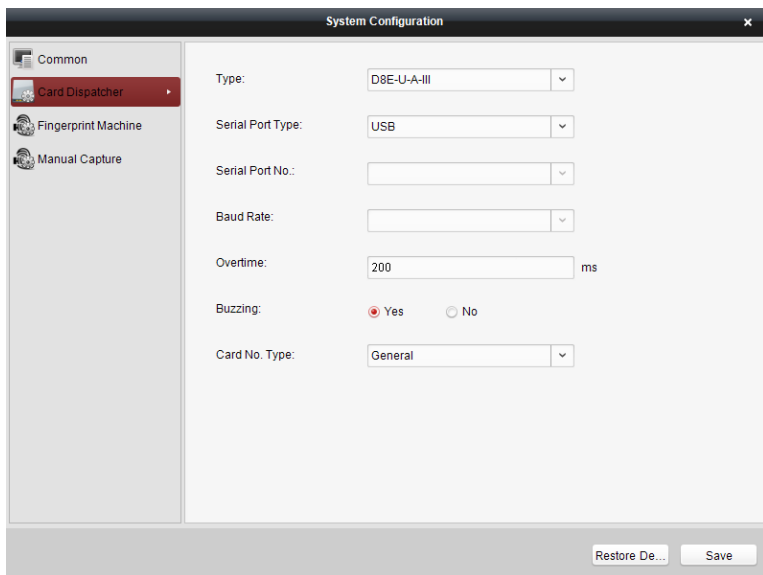 System Configuration ×
Common
Card Dispatcher
Fingerprint Machine
Manual Capture
Type: D8E-U-A-III
Serial Port Type: USB
Serial Port No.:
Baud Rate:
Overtime: 200 ms
Buzzing: Yes No
Card No. Type: General
Restore De... Save